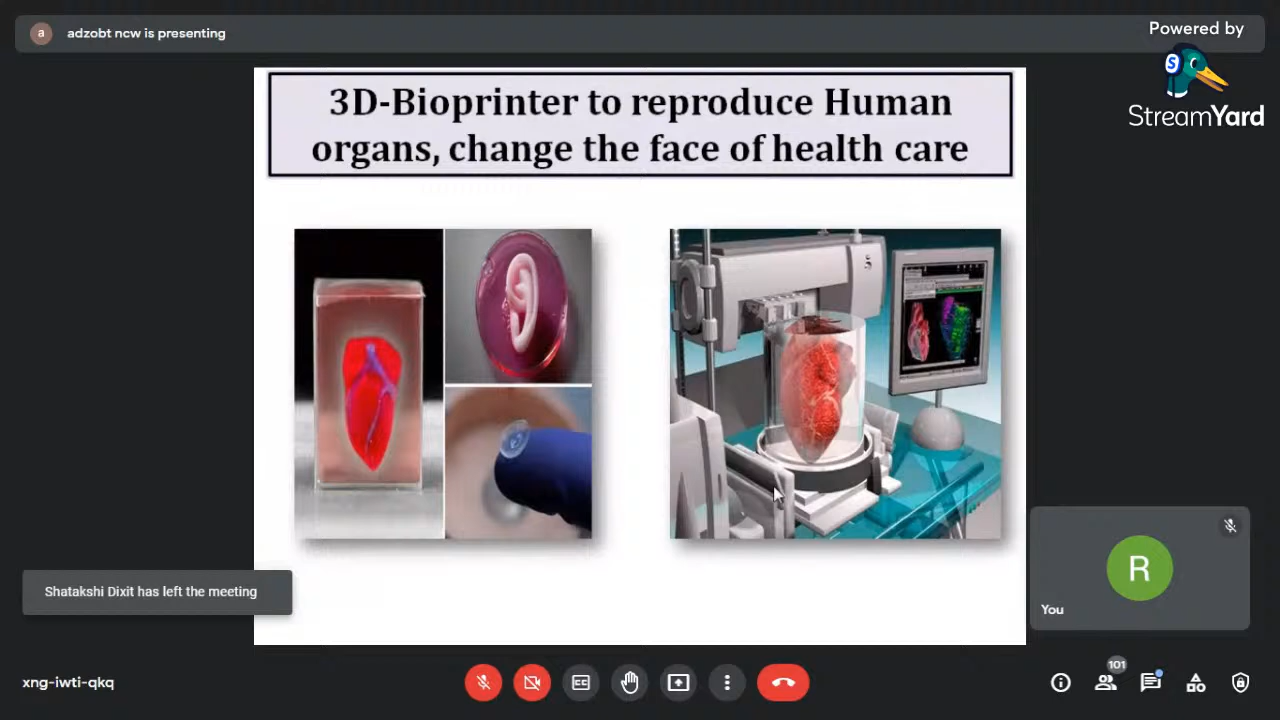 a
adzobt ncw is presenting
Powered by
S
StreamYard
3D-Bioprinter to reproduce Human
organs, change the face of health care
Shatakshi Dixit has left the meeting
R
You
xng-iwti-qkq
CC
101